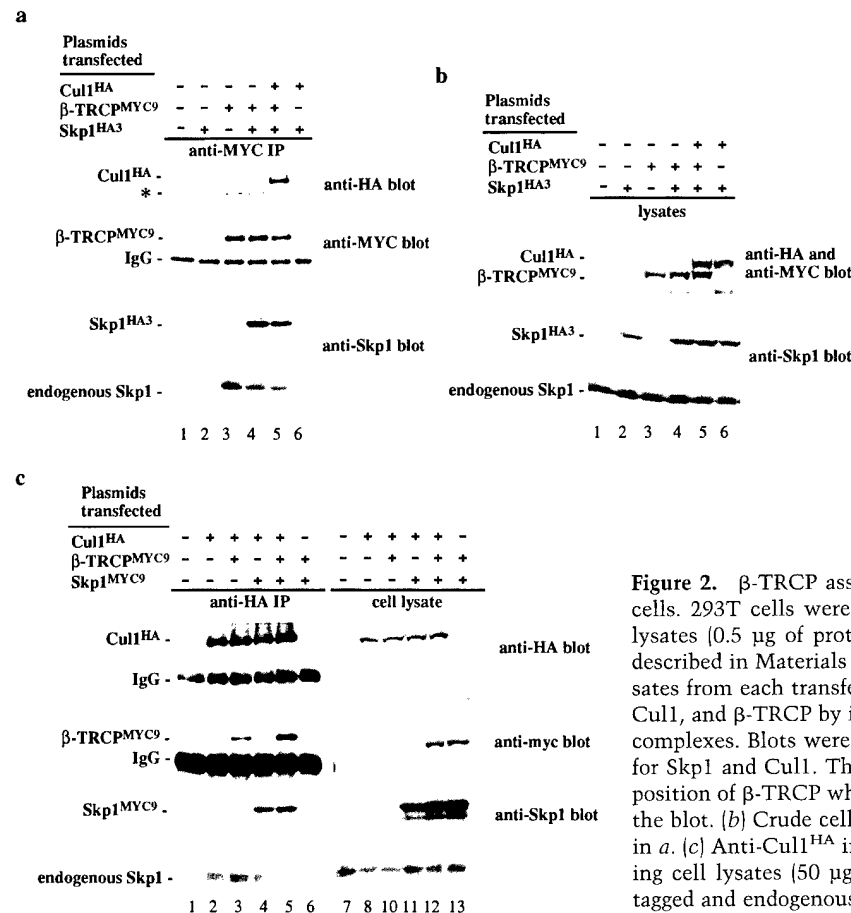 a
Plasmids
transfected
Cul1HA - - - - + +
β-TRCPMYC9 - - + + + -
Skp1HA3 - + - + + +
anti-MYC IP
Cul1HA -
* -
anti-HA blot
β-TRCPMYC9 -
IgG -
anti-MYC blot
Skp1HA3 -
anti-Skp1 blot
endogenous Skp1 -
1 2 3 4 5 6
b
Plasmids
transfected
Cul1HA - - - - + +
β-TRCPMYC9 - - + + + -
Skp1HA3 - + - + + +
lysates
Cul1HA -
β-TRCPMYC9 -
anti-HA and
anti-MYC blot
Skp1HA3 -
anti-Skp1 blot
endogenous Skp1 -
1 2 3 4 5 6
c
Plasmids
transfected
Cul1HA - + + + + - - + + + + -
β-TRCPMYC9 - - + - + + - - + - + +
Skp1MYC9 - - - + + + - - - + + +
anti-HA IP cell lysate
Cul1HA -
anti-HA blot
IgG -
β-TRCPMYC9 -
anti-myc blot
IgG -
Skp1MYC9 -
anti-Skp1 blot
endogenous Skp1 -
1 2 3 4 5 6 7 8 10 11 12 13
Figure 2. β-TRCP ass
cells. 293T cells were
lysates (0.5 µg of prot
described in Materials
sates from each transfe
Cul1, and β-TRCP by i
complexes. Blots were
for Skp1 and Cul1. Th
position of β-TRCP wh
the blot. (b) Crude cell
in a. (c) Anti-Cul1HA i
ing cell lysates (50 µg
tagged and endogenous